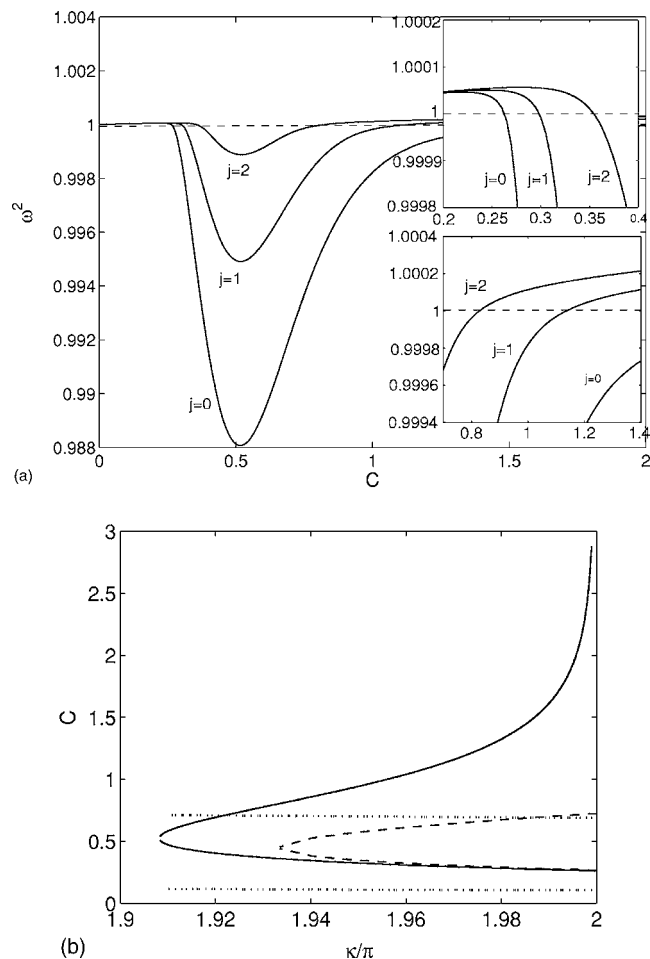 (a)
1.004
1.002
1
0.998
0.996
0.994
0.992
0.99
0.988
ω²
0 0.5 1 1.5 2
C
j=2
j=1
j=0
1.0002
1.0001
1
0.9999
0.9998
0.2 0.25 0.3 0.35 0.4
j=0 j=1 j=2
1.0004
1.0002
1
0.9998
0.9996
0.9994
0.8 1 1.2 1.4
j=2
j=1
j=0
(b)
3
2.5
2
1.5
1
0.5
0
C
1.9 1.92 1.94 1.96 1.98 2
κ/π